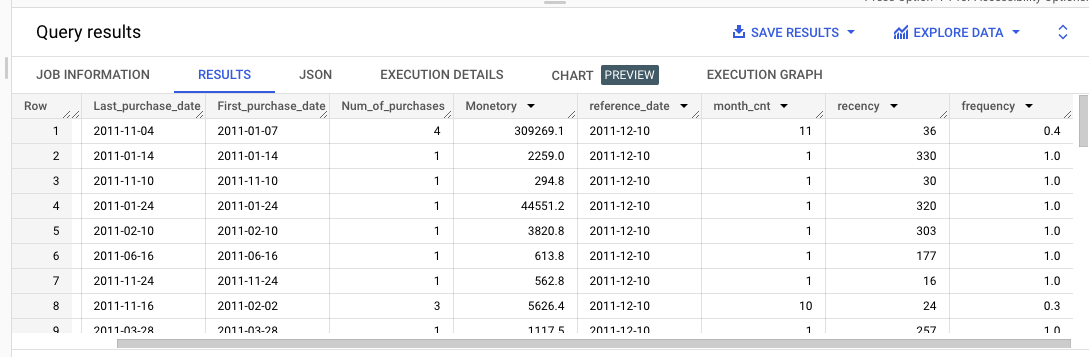 Query results SAVE RESULTS EXPLORE DATA
JOB INFORMATION RESULTS JSON EXECUTION DETAILS CHART PREVIEW EXECUTION GRAPH
Row Last_purchase_date First_purchase_date Num_of_purchases Monetory reference_date month_cnt recency frequency
1 2011-11-04 2011-01-07 4 309269.1 2011-12-10 11 36 0.4
2 2011-01-14 2011-01-14 1 2259.0 2011-12-10 1 330 1.0
3 2011-11-10 2011-11-10 1 294.8 2011-12-10 1 30 1.0
4 2011-01-24 2011-01-24 1 44551.2 2011-12-10 1 320 1.0
5 2011-02-10 2011-02-10 1 3820.8 2011-12-10 1 303 1.0
6 2011-06-16 2011-06-16 1 613.8 2011-12-10 1 177 1.0
7 2011-11-24 2011-11-24 1 562.8 2011-12-10 1 16 1.0
8 2011-11-16 2011-02-02 3 5626.4 2011-12-10 10 24 0.3
9 2011-03-28 2011-03-28 1 1117.5 2011-12-10 1 257 1.0